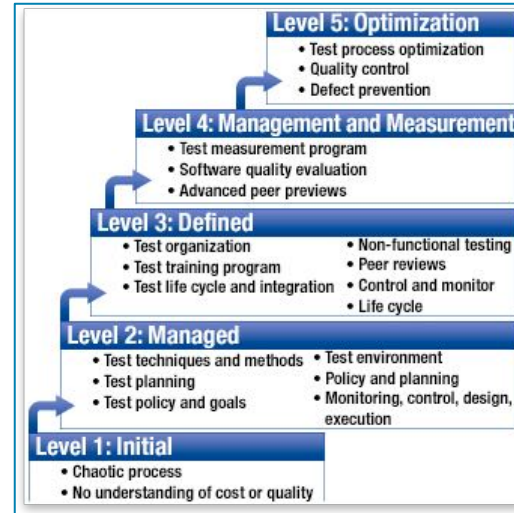 Level 5: Optimization
• Test process optimization
• Quality control
• Defect prevention
Level 4: Management and Measurement
• Test measurement program
• Software quality evaluation
• Advanced peer previews
Level 3: Defined
• Test organization
• Test training program
• Test life cycle and integration
• Non-functional testing
• Peer reviews
• Control and monitor
• Life cycle
Level 2: Managed
• Test techniques and methods
• Test planning
• Test policy and goals
• Test environment
• Policy and planning
• Monitoring, control, design,
execution
Level 1: Initial
• Chaotic process
• No understanding of cost or quality